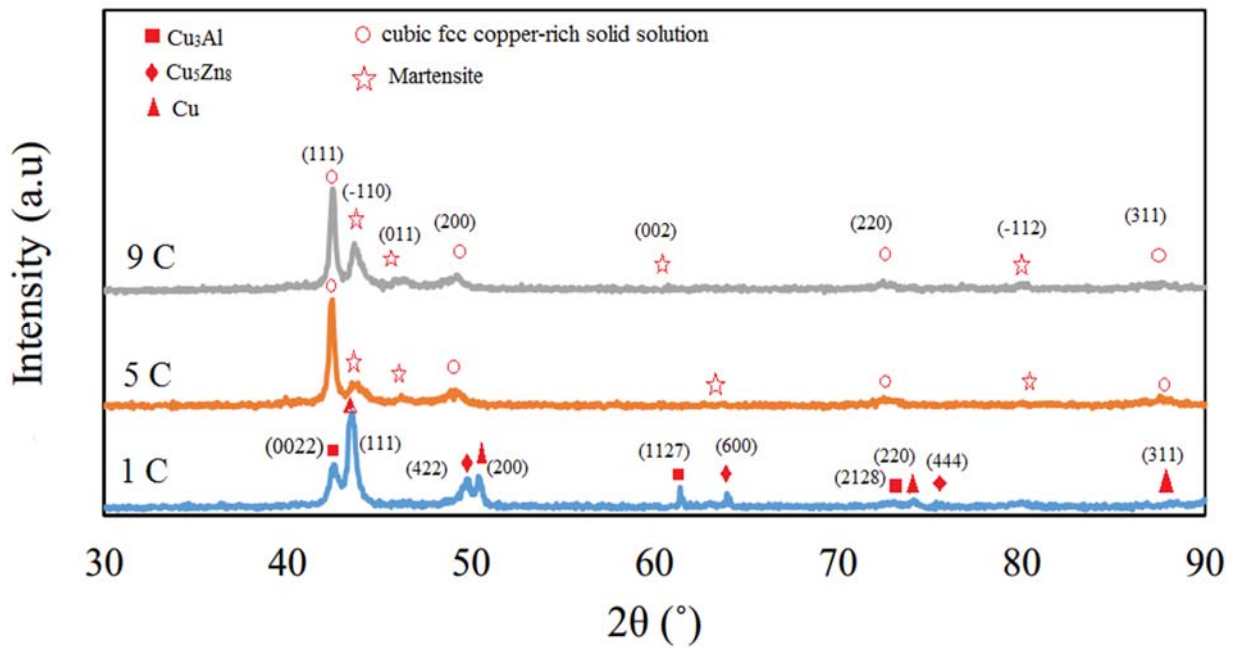 Cu₃Al
cubic fcc copper-rich solid solution
Cu₅Zn₈
Martensite
Cu
Intensity (a.u)
(111)
(-110)
(011)
(200)
(002)
(220)
(-112)
(311)
9 C
5 C
1 C
(0022)
(111)
(422)
(200)
(1127)
(600)
(2128)
(220)
(444)
(311)
30 40 50 60 70 80 90
2θ (˚)